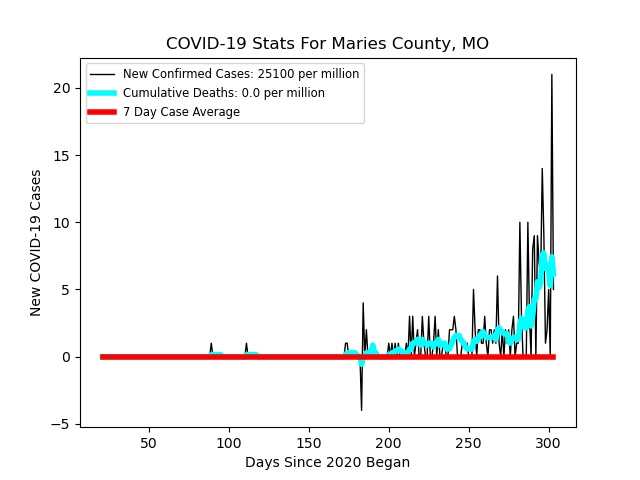 COVID-19 Stats For Maries County, MO
New Confirmed Cases: 25100 per million
Cumulative Deaths: 0.0 per million
7 Day Case Average
New COVID-19 Cases
20
15
10
5
0
−5
50 100 150 200 250 300
Days Since 2020 Began